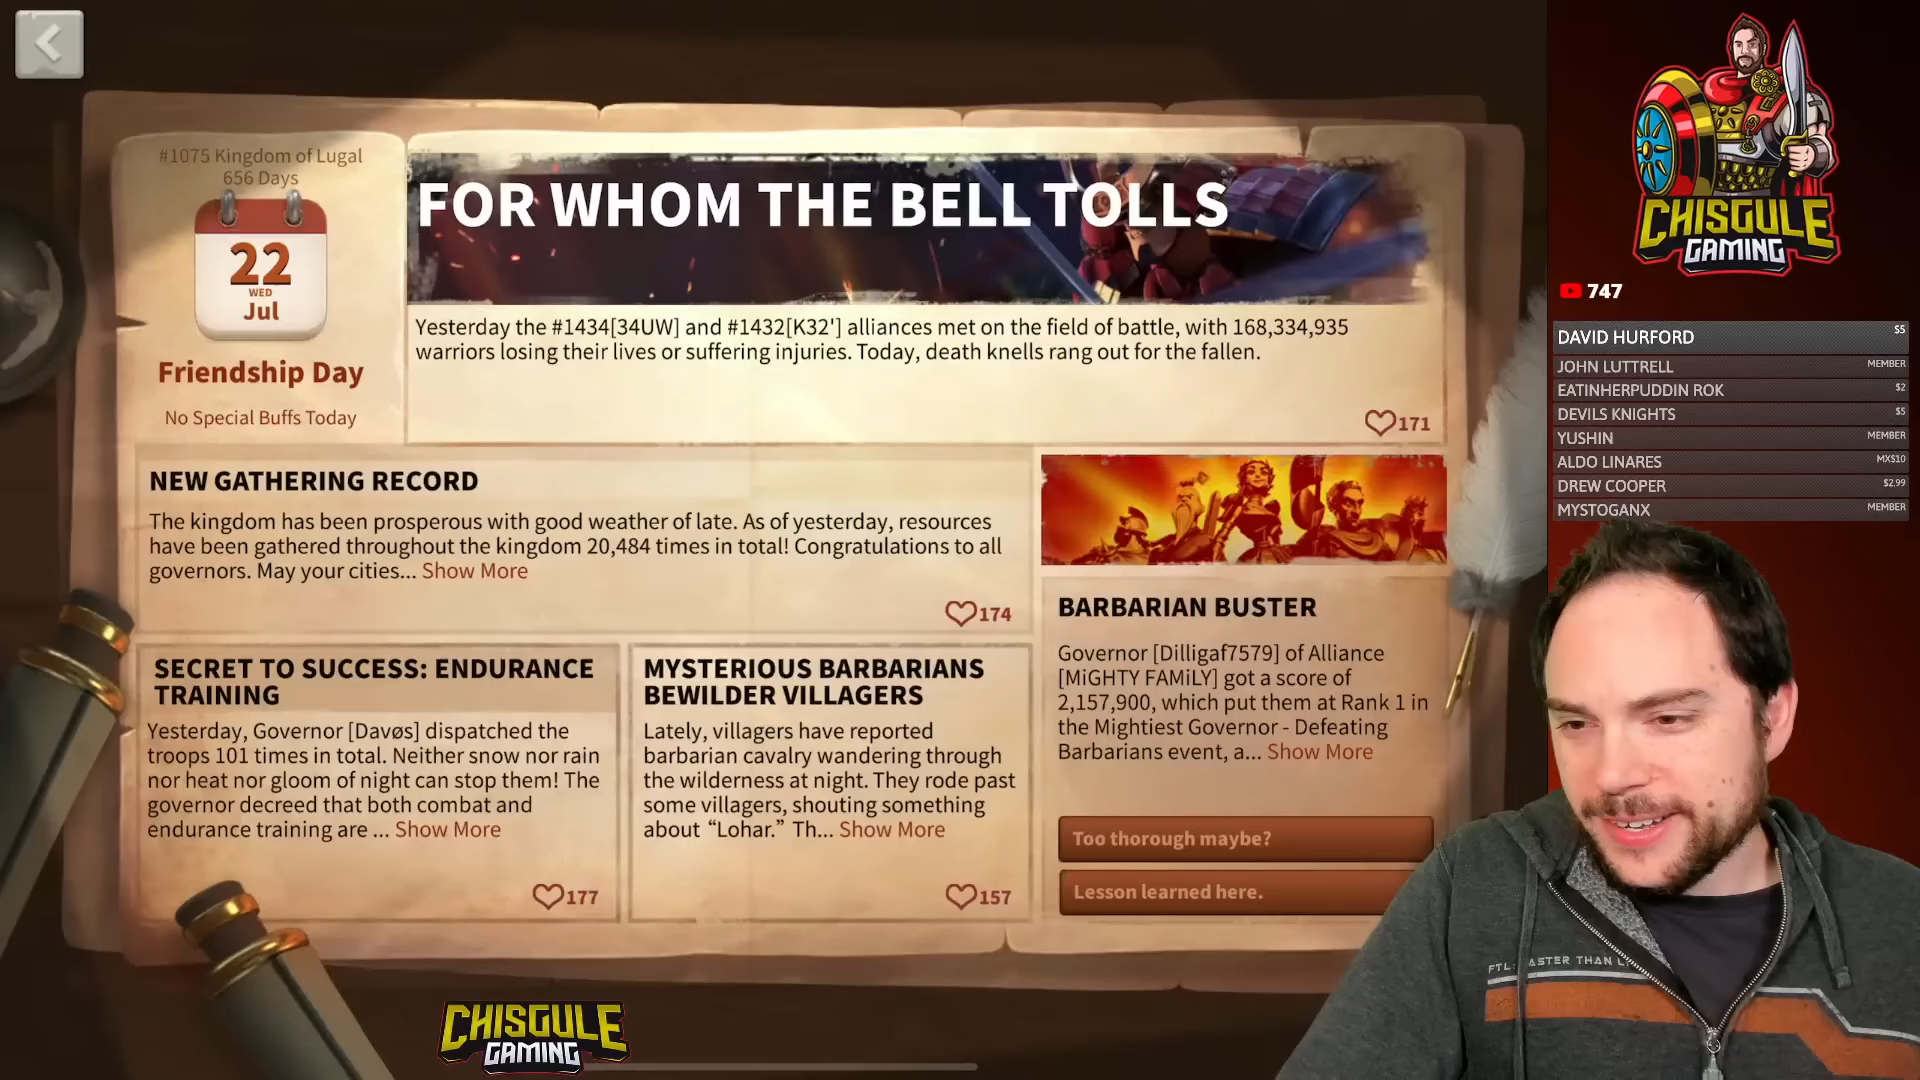 #1075 Kingdom of Lugal
656 Days
22
WED
Jul
Friendship Day
No Special Buffs Today
FOR WHOM THE BELL TOLLS
Yesterday the #1434[34UW] and #1432[K32'] alliances met on the field of battle, with 168,334,935
warriors losing their lives or suffering injuries. Today, death knells rang out for the fallen.
171
NEW GATHERING RECORD
The kingdom has been prosperous with good weather of late. As of yesterday, resources
have been gathered throughout the kingdom 20,484 times in total! Congratulations to all
governors. May your cities... Show More
174
SECRET TO SUCCESS: ENDURANCE
TRAINING
Yesterday, Governor [Davøs] dispatched the
troops 101 times in total. Neither snow nor rain
nor heat nor gloom of night can stop them! The
governor decreed that both combat and
endurance training are ... Show More
177
MYSTERIOUS BARBARIANS
BEWILDER VILLAGERS
Lately, villagers have reported
barbarian cavalry wandering through
the wilderness at night. They rode past
some villagers, shouting something
about “Lohar.” Th... Show More
157
BARBARIAN BUSTER
Governor [Dilligaf7579] of Alliance
[MiGHTY FAMiLY] got a score of
2,157,900, which put them at Rank 1 in
the Mightiest Governor - Defeating
Barbarians event, a... Show More
Too thorough maybe?
Lesson learned here.
CHISGULE
GAMING
CHISGULE
GAMING
747
DAVID HURFORD $5
JOHN LUTTRELL MEMBER
EATINHERPUDDIN ROK $2
DEVILS KNIGHTS $5
YUSHIN MEMBER
ALDO LINARES MX$10
DREW COOPER $2.99
MYSTOGANX MEMBER
FTL: ASTER THAN